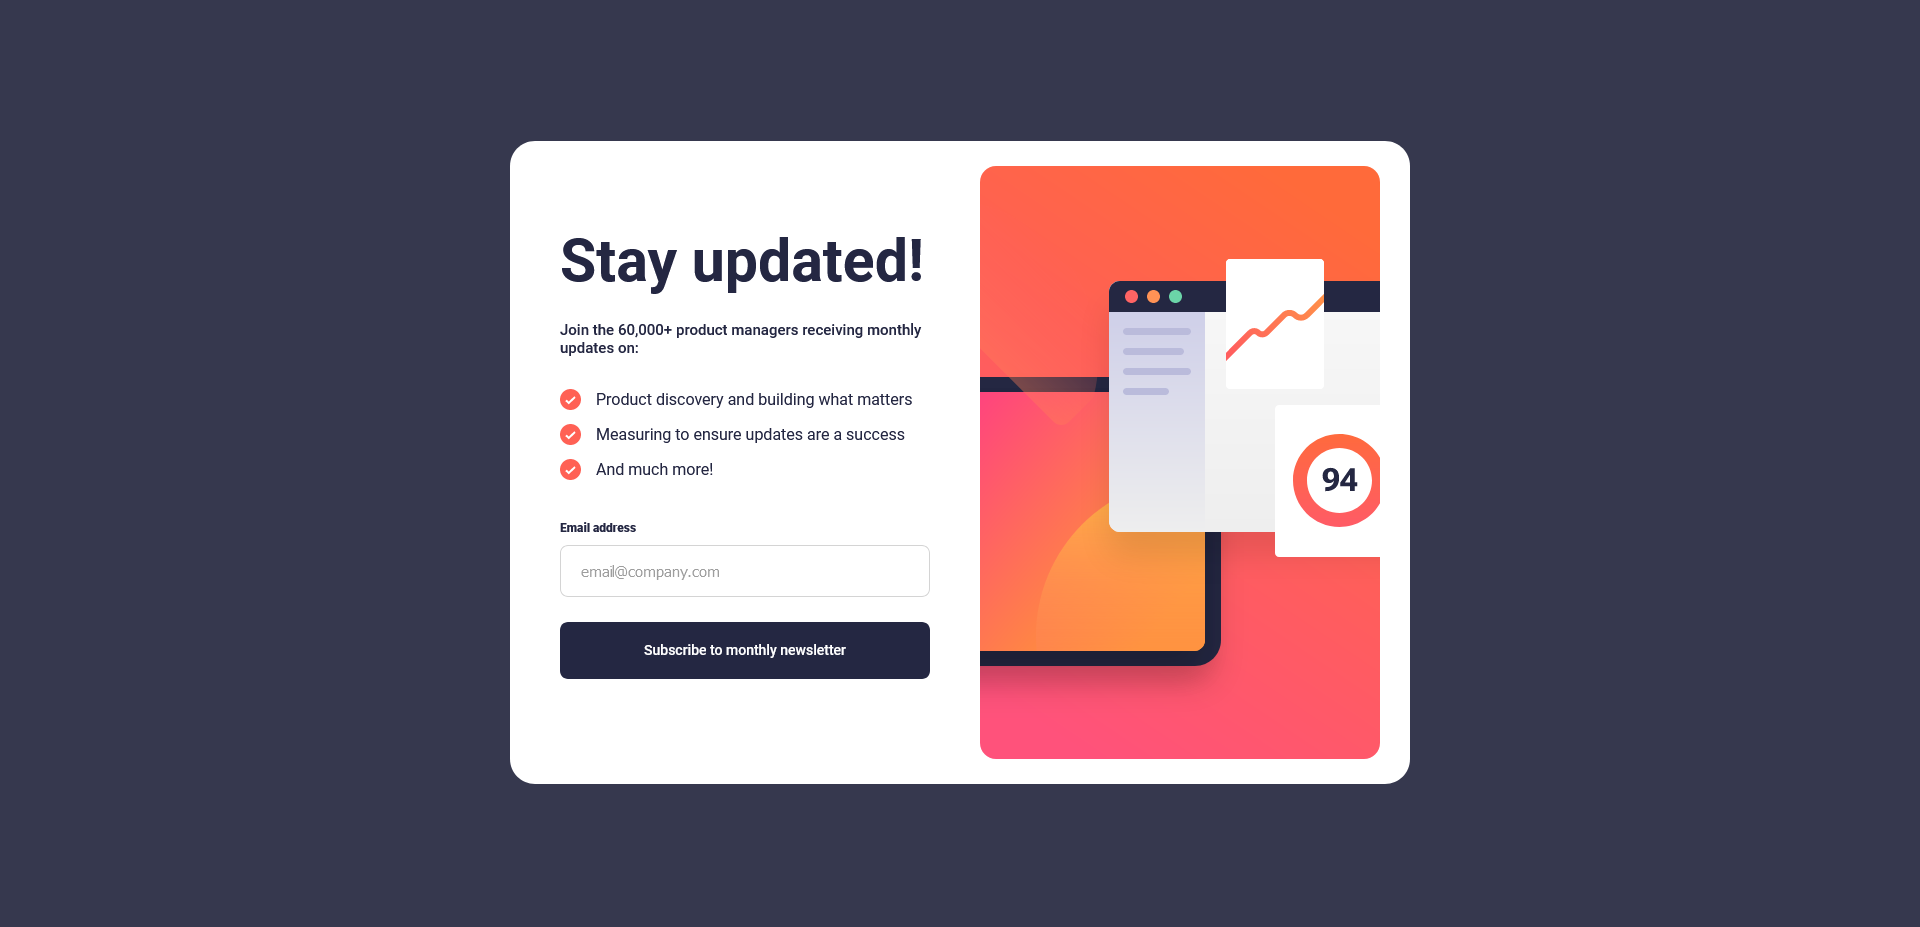 Stay updated!
Join the 60,000+ product managers receiving monthly
updates on:
Product discovery and building what matters
Measuring to ensure updates are a success
And much more!
Email address
email@company.com
Subscribe to monthly newsletter
94